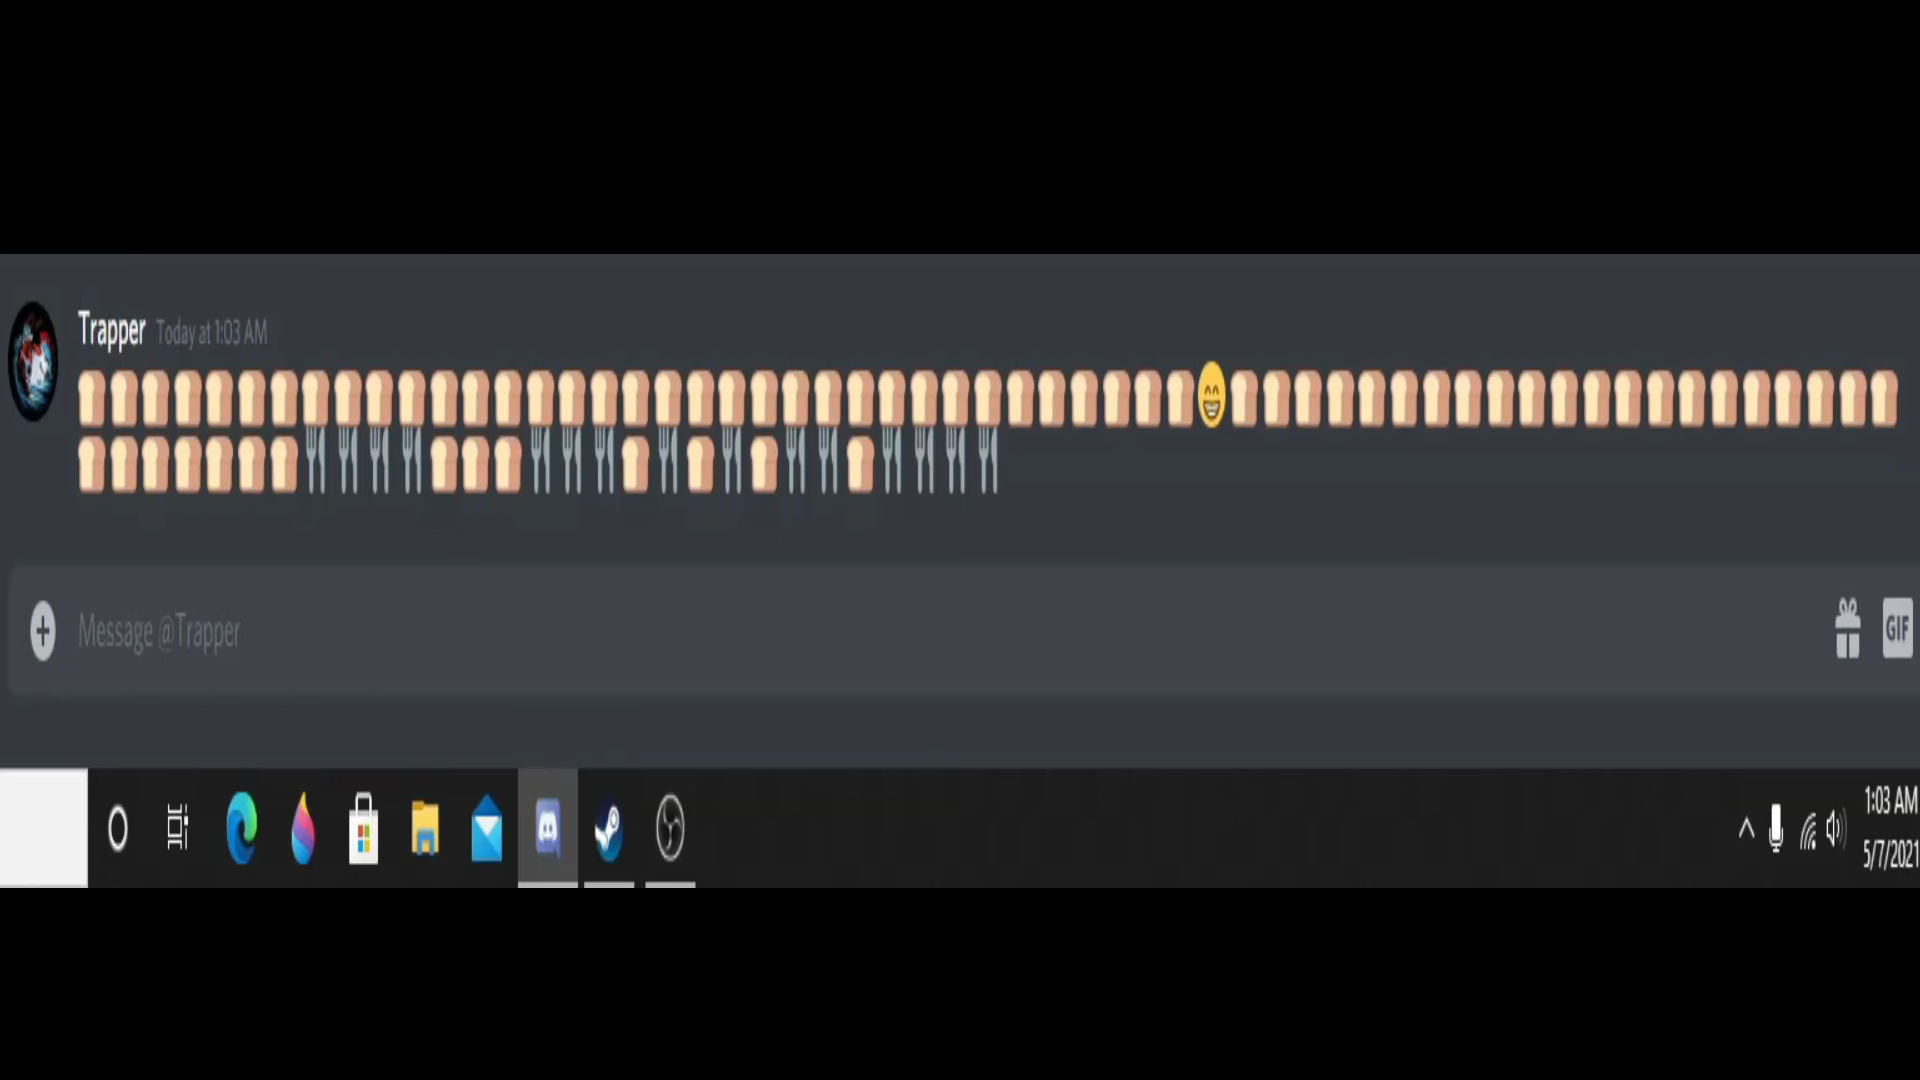 Trapper Today at 1:03 AM
Message @Trapper
GIF
1:03 AM
5/7/2021